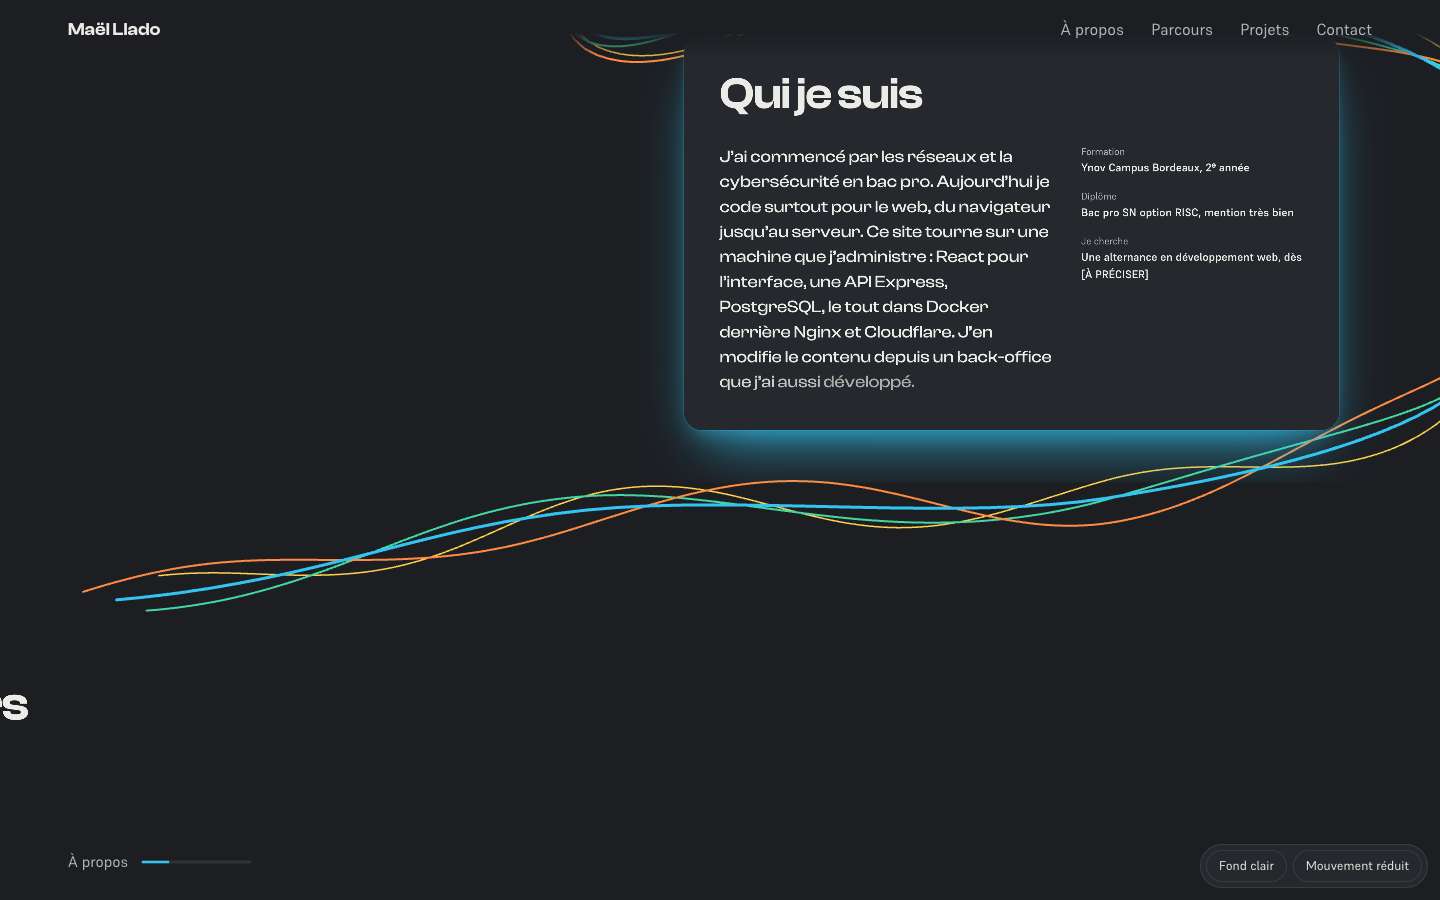 Maël Llado
À propos
Parcours
Projets
Contact
Qui je suis
J’ai commencé par les réseaux et la
cybersécurité en bac pro. Aujourd’hui je
code surtout pour le web, du navigateur
jusqu’au serveur. Ce site tourne sur une
machine que j’administre : React pour
l’interface, une API Express,
PostgreSQL, le tout dans Docker
derrière Nginx et Cloudflare. J’en
modifie le contenu depuis un back-office
que j’ai aussi développé.
Formation
Ynov Campus Bordeaux, 2ᵉ année
Diplôme
Bac pro SN option RISC, mention très bien
Je cherche
Une alternance en développement web, dès
[À PRÉCISER]
À propos
Fond clair
Mouvement réduit